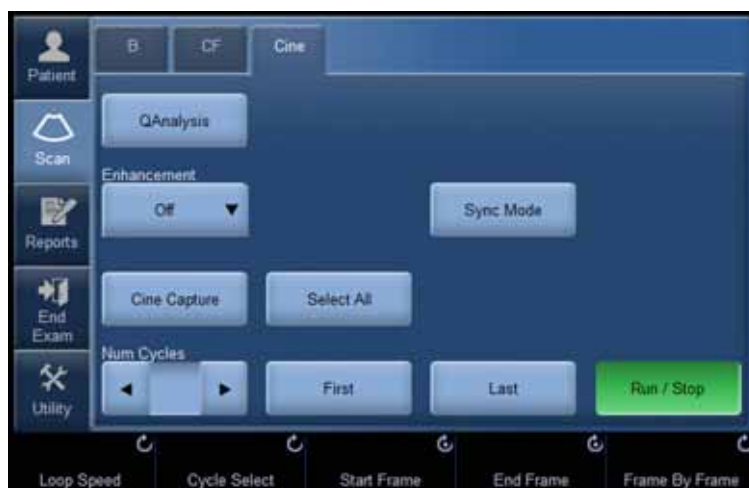 Patient
Scan
Reports
End
Exam
Utility
B
CF
Cine
QAnalysis
Enhancement
Off
Sync Mode
Cine Capture
Select All
Num Cycles
First
Last
Run / Stop
Loop Speed
Cycle Select
Start Frame
End Frame
Frame By Frame